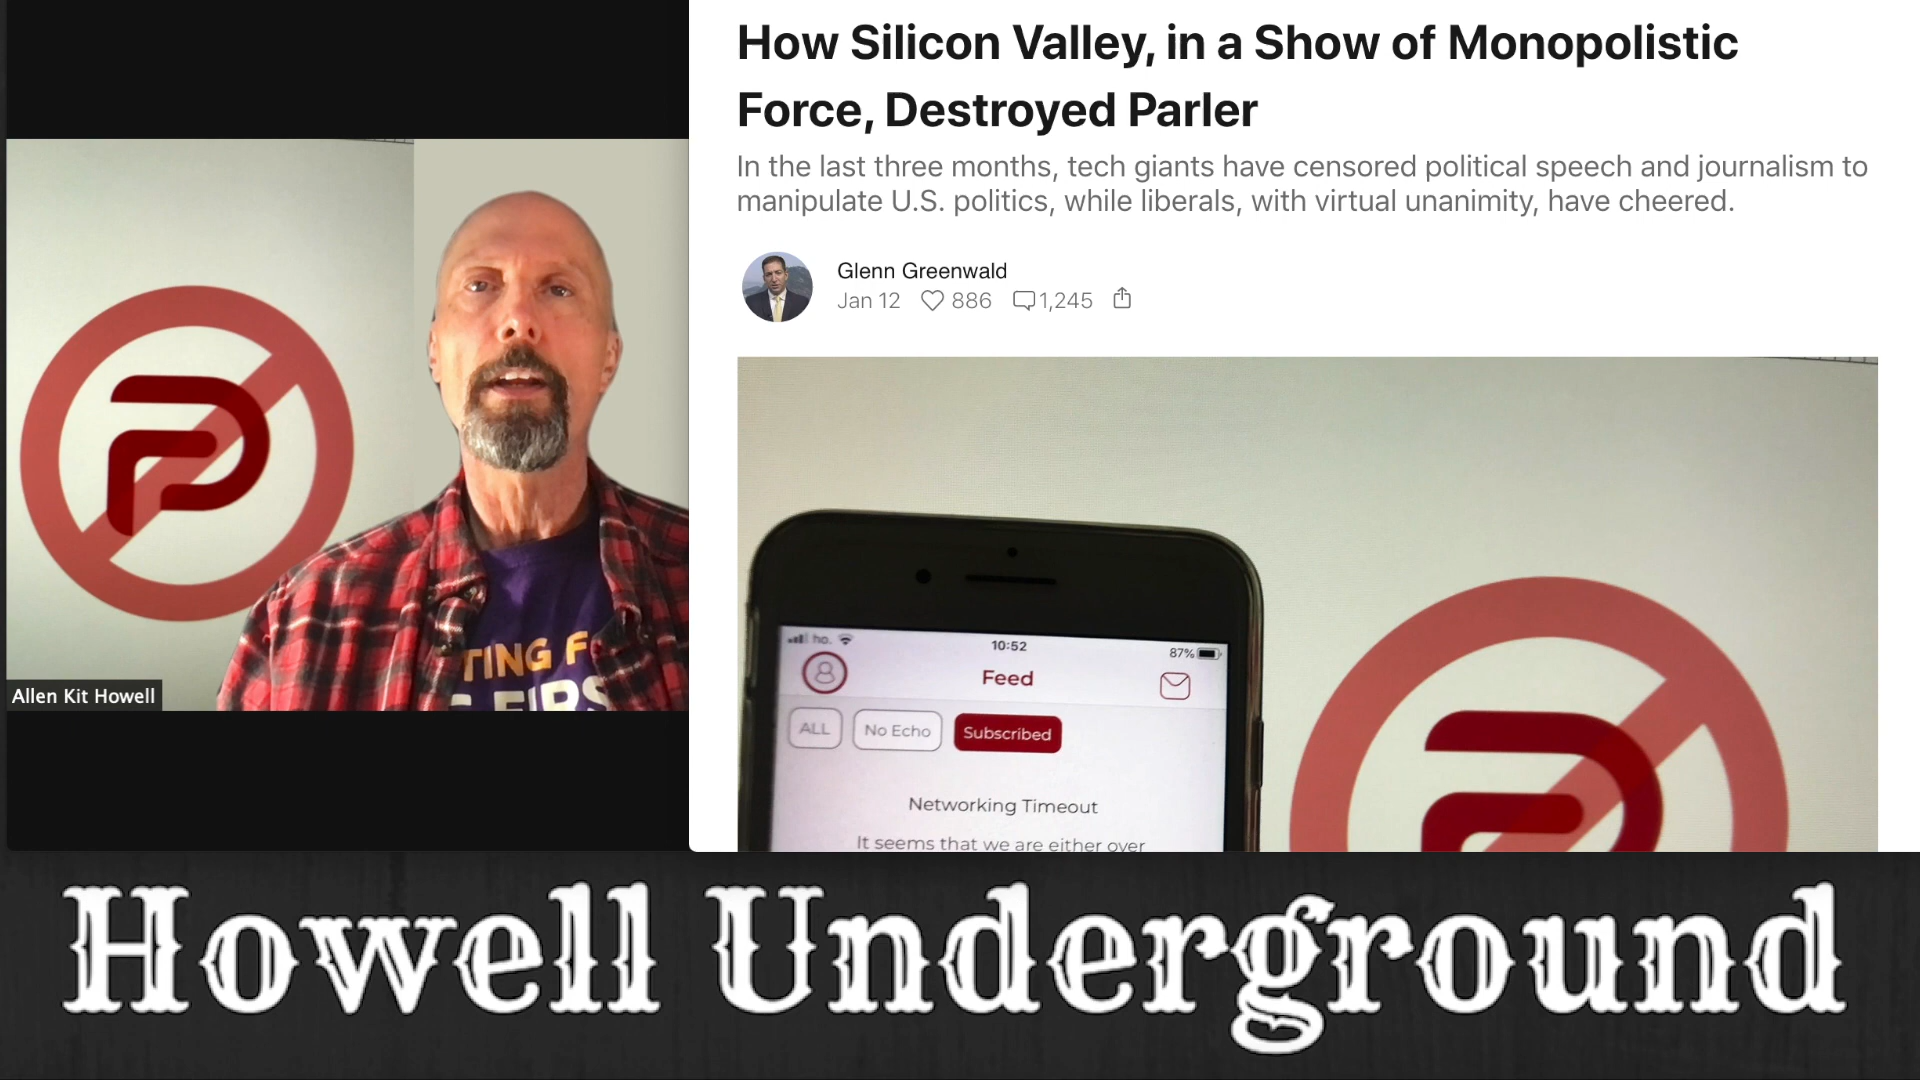 How Silicon Valley, in a Show of Monopolistic
Force, Destroyed Parler
In the last three months, tech giants have censored political speech and journalism to
manipulate U.S. politics, while liberals, with virtual unanimity, have cheered.
Glenn Greenwald
Jan 12 886 1,245
ho. 10:52 87%
Feed
ALL No Echo Subscribed
Networking Timeout
It seems that we are either over
TING F
FIRS
Allen Kit Howell
Howell Underground